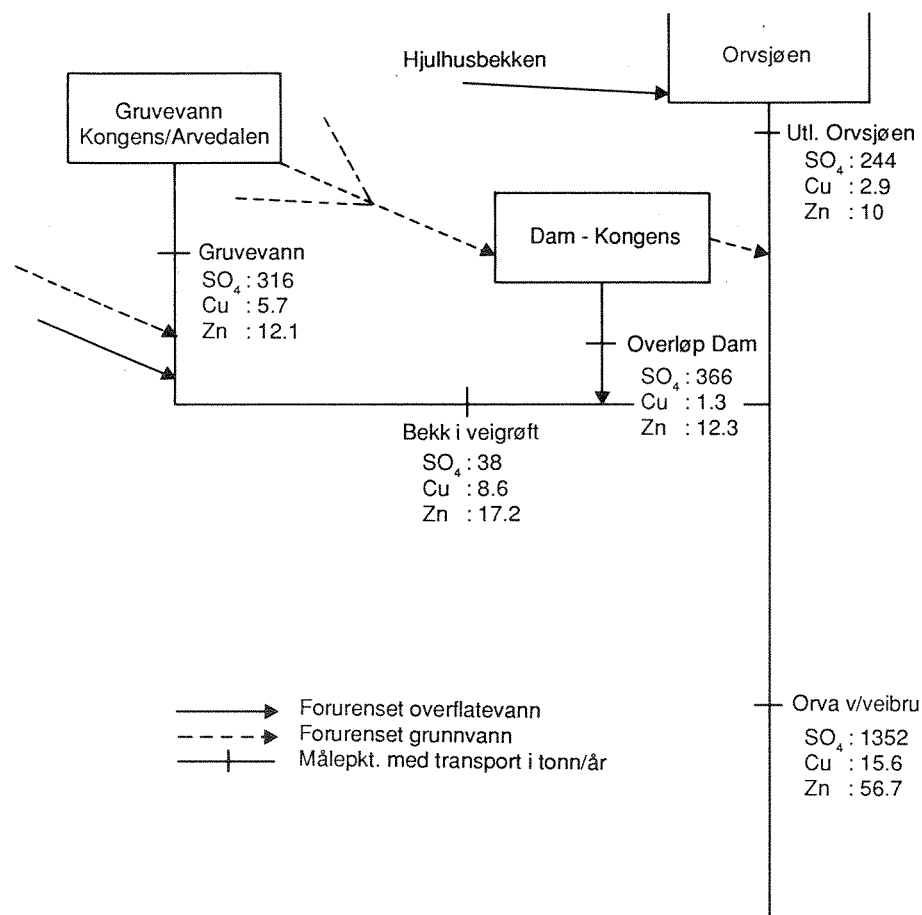 Hjulhusbekken
Orvsjøen
Gruvevann
Kongens/Arvedalen
Utl. Orvsjøen
SO₄ : 244
Cu : 2.9
Zn : 10
Dam - Kongens
Gruvevann
SO₄ : 316
Cu : 5.7
Zn : 12.1
Overløp Dam
SO₄ : 366
Cu : 1.3
Zn : 12.3
Bekk i veigrøft
SO₄ : 38
Cu : 8.6
Zn : 17.2
Forurenset overflatevann
Forurenset grunnvann
Målepkt. med transport i tonn/år
Orva v/veibru
SO₄ : 1352
Cu : 15.6
Zn : 56.7